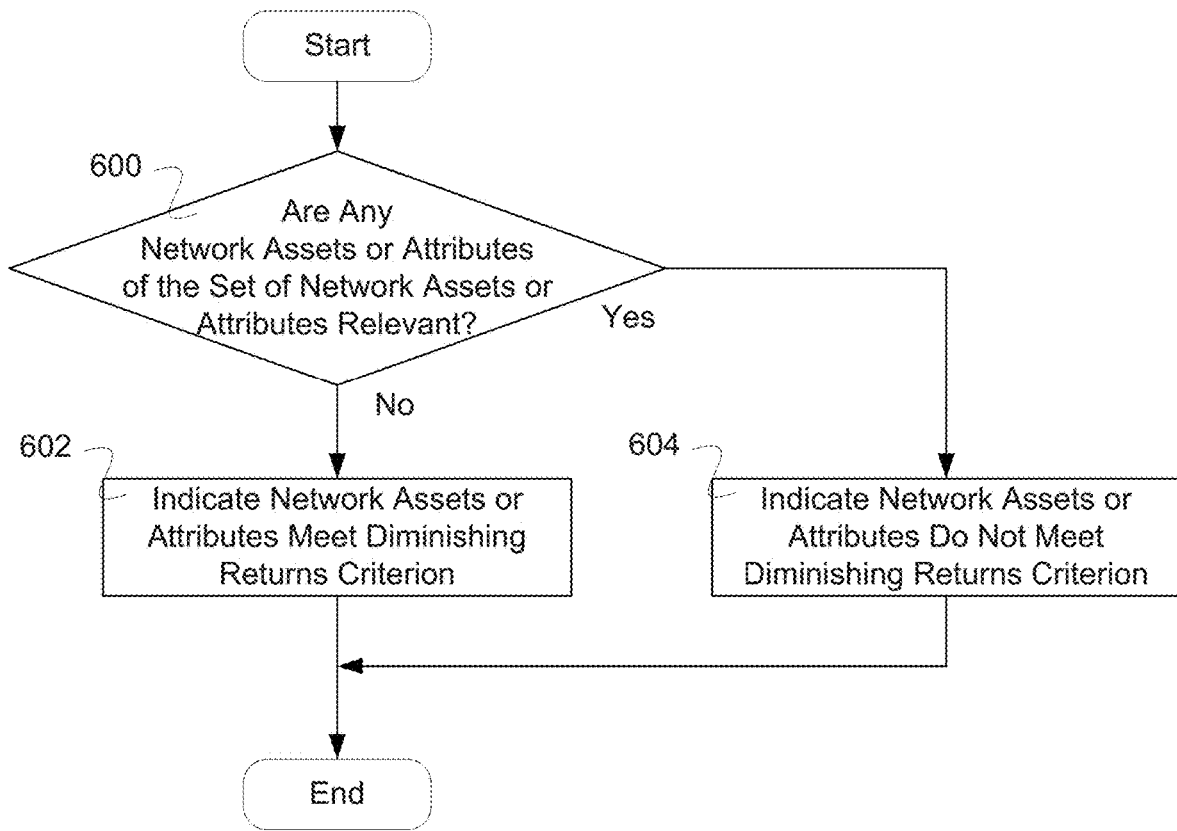 Start
600
Are Any
Network Assets or Attributes
of the Set of Network Assets or
Attributes Relevant?
Yes
No
602
Indicate Network Assets or
Attributes Meet Diminishing
Returns Criterion
604
Indicate Network Assets or
Attributes Do Not Meet
Diminishing Returns Criterion
End